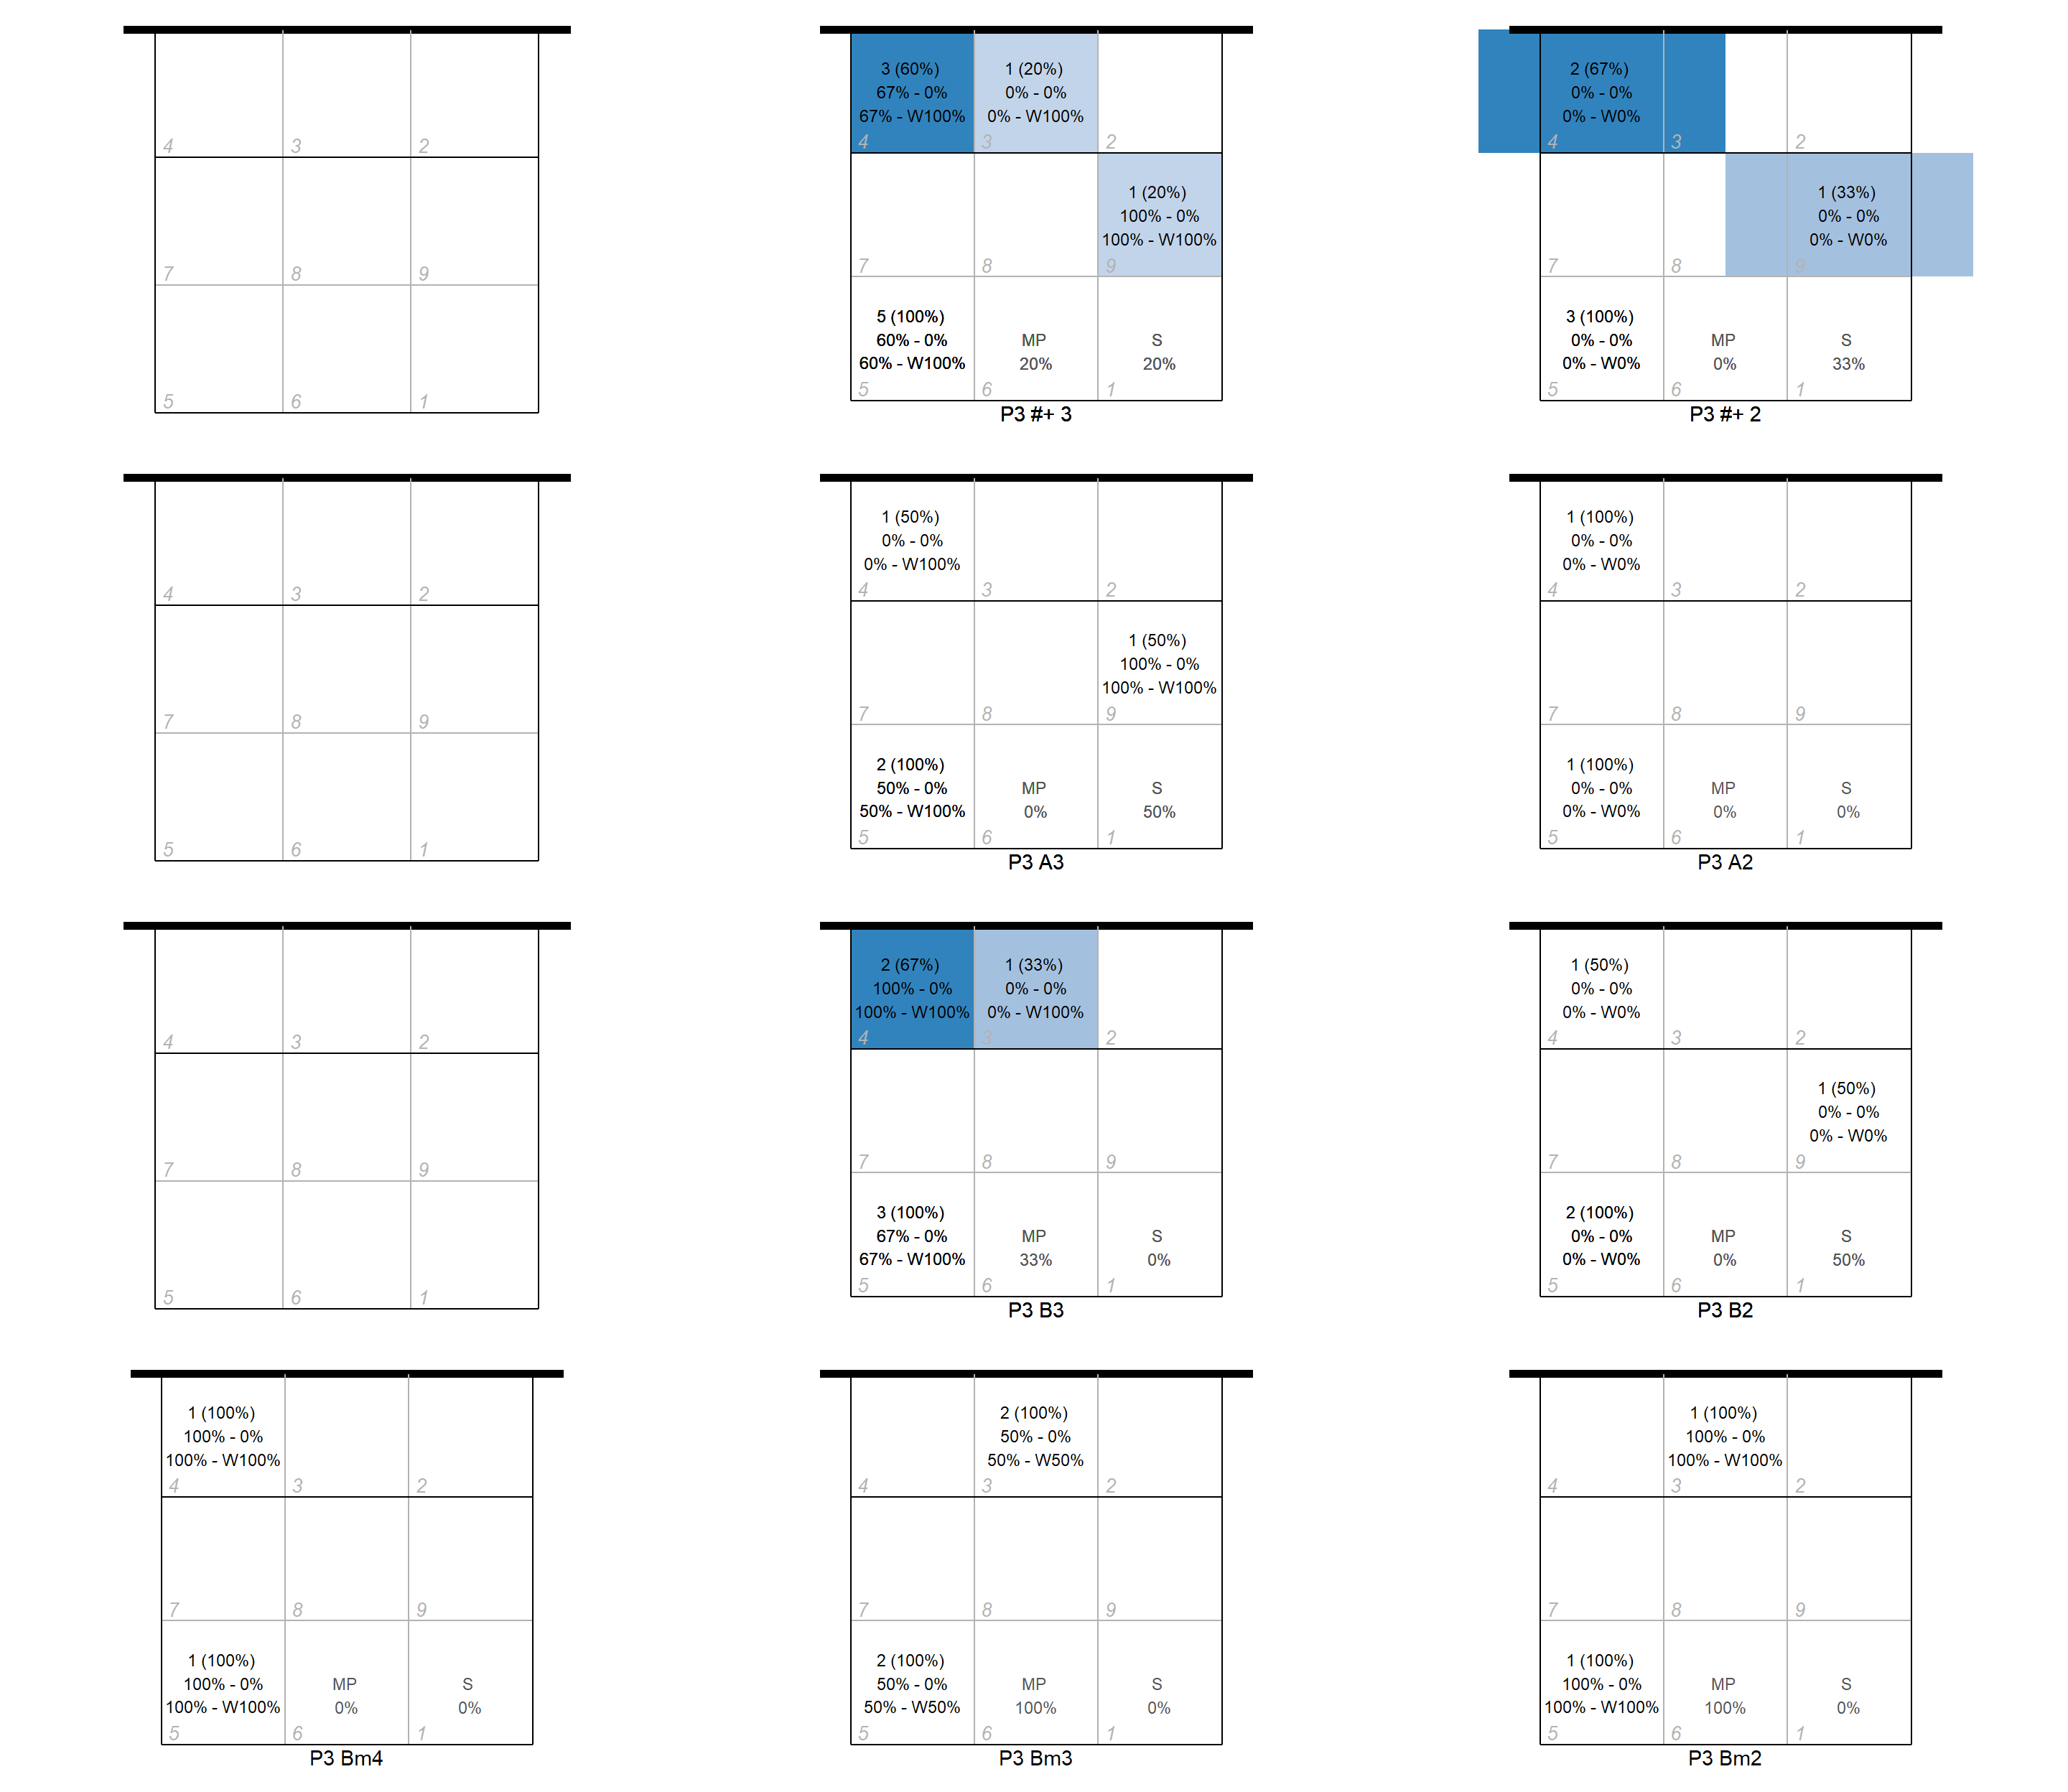 4 3 2
7 8 9
5 6 1
3 (60%) 1 (20%)
67% - 0% 0% - 0%
67% - W100% 0% - W100%
4 3 2
1 (20%)
100% - 0%
100% - W100%
7 8 9
5 (100%)
60% - 0% MP S
60% - W100% 20% 20%
5 6 1
P3 #+ 3
2 (67%)
0% - 0%
0% - W0%
4 3 2
1 (33%)
0% - 0%
0% - W0%
7 8 9
3 (100%)
0% - 0% MP S
0% - W0% 0% 33%
5 6 1
P3 #+ 2
4 3 2
7 8 9
5 6 1
1 (50%)
0% - 0%
0% - W100%
4 3 2
1 (50%)
100% - 0%
100% - W100%
7 8 9
2 (100%)
50% - 0% MP S
50% - W100% 0% 50%
5 6 1
P3 A3
1 (100%)
0% - 0%
0% - W0%
4 3 2
7 8 9
1 (100%)
0% - 0% MP S
0% - W0% 0% 0%
5 6 1
P3 A2
4 3 2
7 8 9
5 6 1
2 (67%) 1 (33%)
100% - 0% 0% - 0%
100% - W100% 0% - W100%
4 3 2
7 8 9
3 (100%)
67% - 0% MP S
67% - W100% 33% 0%
5 6 1
P3 B3
1 (50%)
0% - 0%
0% - W0%
4 3 2
1 (50%)
0% - 0%
0% - W0%
7 8 9
2 (100%)
0% - 0% MP S
0% - W0% 0% 50%
5 6 1
P3 B2
1 (100%)
100% - 0%
100% - W100%
4 3 2
7 8 9
1 (100%)
100% - 0% MP S
100% - W100% 0% 0%
5 6 1
P3 Bm4
2 (100%)
50% - 0%
50% - W50%
4 3 2
7 8 9
2 (100%)
50% - 0% MP S
50% - W50% 100% 0%
5 6 1
P3 Bm3
1 (100%)
100% - 0%
100% - W100%
4 3 2
7 8 9
1 (100%)
100% - 0% MP S
100% - W100% 100% 0%
5 6 1
P3 Bm2